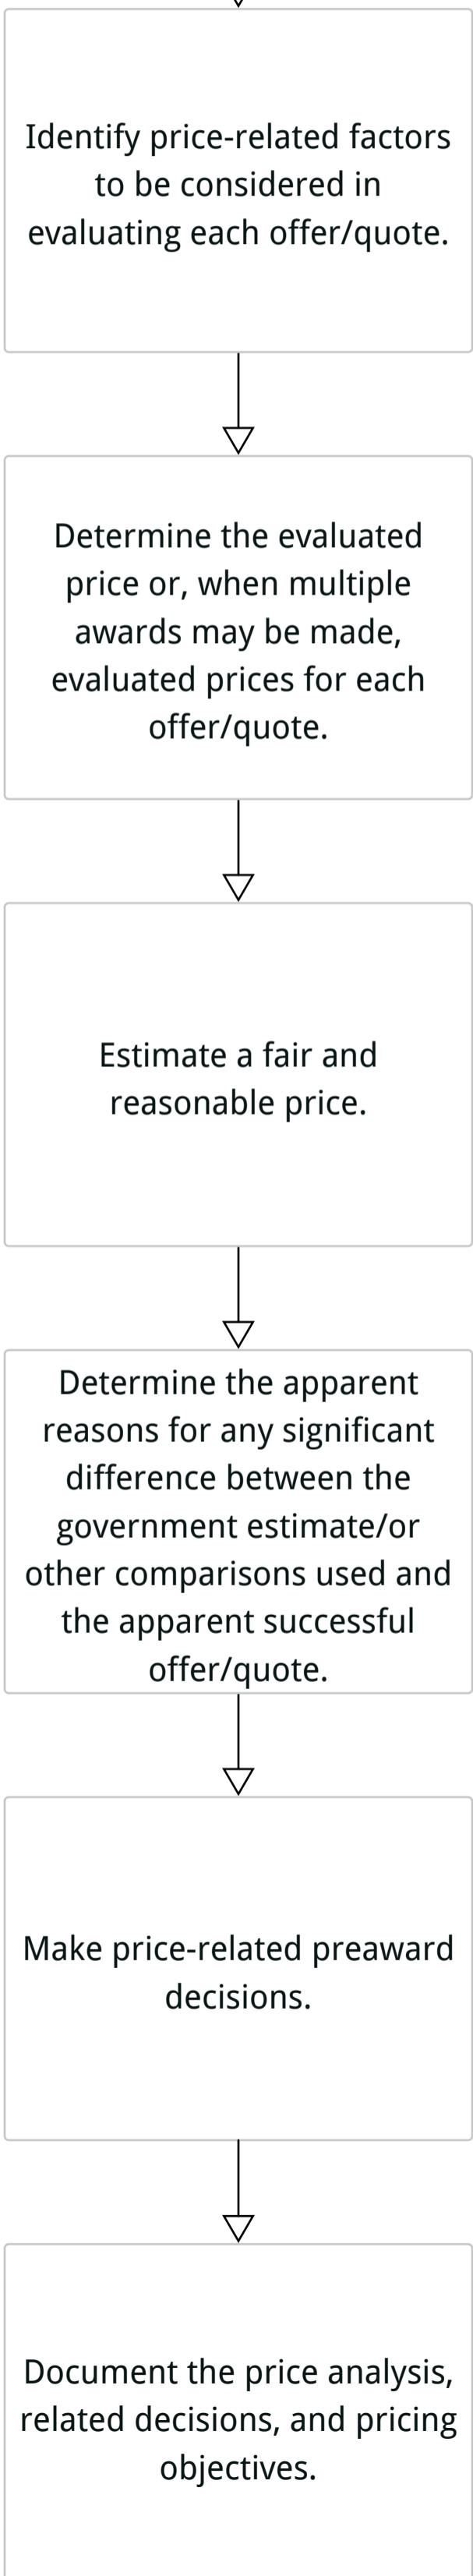 Identify price-related factors
to be considered in
evaluating each offer/quote.
Determine the evaluated
price or, when multiple
awards may be made,
evaluated prices for each
offer/quote.
Estimate a fair and
reasonable price.
Determine the apparent
reasons for any significant
difference between the
government estimate/or
other comparisons used and
the apparent successful
offer/quote.
Make price-related preaward
decisions.
Document the price analysis,
related decisions, and pricing
objectives.